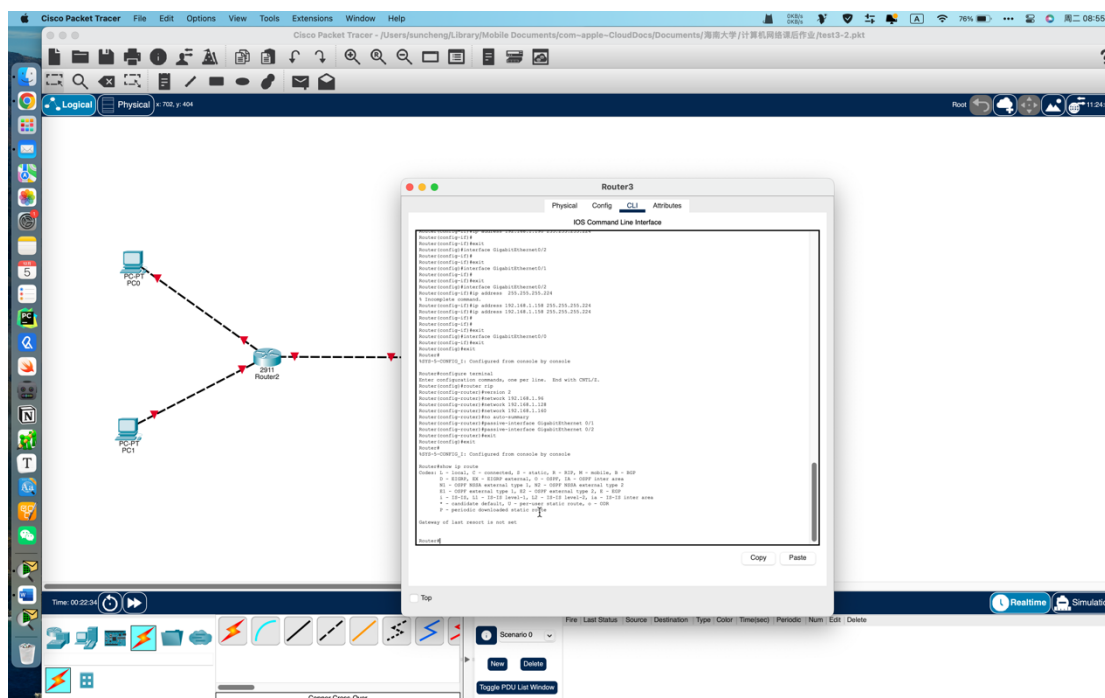 Cisco Packet Tracer File Edit Options View Tools Extensions Window Help 0KB/s 0KB/s A 76% 周二 08:55
Cisco Packet Tracer - /Users/suncheng/Library/Mobile Documents/com~apple~CloudDocs/Documents/海南大学/计算机网络课后作业/test3-2.pkt
Logical Physical x: 702, y: 404 Root 11:24:
Router3
Physical Config CLI Attributes
IOS Command Line Interface
Router(config-if)#
Router(config-if)#exit
Router(config)#interface GigabitEthernet0/2
Router(config-if)#
Router(config-if)#exit
Router(config)#interface GigabitEthernet0/1
Router(config-if)#
Router(config-if)#exit
Router(config)#interface GigabitEthernet0/2
Router(config-if)#ip address 255.255.255.224
% Incomplete command.
Router(config-if)#ip address 192.168.1.158 255.255.255.224
Router(config-if)#ip address 192.168.1.158 255.255.255.224
Router(config-if)#
Router(config-if)#
Router(config-if)#exit
Router(config)#interface GigabitEthernet0/0
Router(config-if)#exit
Router(config)#exit
Router#
%SYS-5-CONFIG_I: Configured from console by console
Router#configure terminal
Enter configuration commands, one per line. End with CNTL/Z.
Router(config)#router rip
Router(config-router)#version 2
Router(config-router)#network 192.168.1.96
Router(config-router)#network 192.168.1.128
Router(config-router)#network 192.168.1.160
Router(config-router)#no auto-summary
Router(config-router)#passive-interface GigabitEthernet 0/1
Router(config-router)#passive-interface GigabitEthernet 0/2
Router(config-router)#exit
Router(config)#exit
Router#
%SYS-5-CONFIG_I: Configured from console by console
Router#show ip route
Codes: L - local, C - connected, S - static, R - RIP, M - mobile, B - BGP
D - EIGRP, EX - EIGRP external, O - OSPF, IA - OSPF inter area
N1 - OSPF NSSA external type 1, N2 - OSPF NSSA external type 2
E1 - OSPF external type 1, E2 - OSPF external type 2, E - EGP
i - IS-IS, L1 - IS-IS level-1, L2 - IS-IS level-2, ia - IS-IS inter area
* - candidate default, U - per-user static route, o - ODR
P - periodic downloaded static route
Gateway of last resort is not set
Router#
Copy Paste
Top
PC-PT
PC0
2911
Router2
PC-PT
PC1
5
Time: 00:22:34 Realtime Simulatio
Fire Last Status Source Destination Type Color Time(sec) Periodic Num Edit Delete
Scenario 0
New Delete
Toggle PDU List Window
Copper Cross-Over